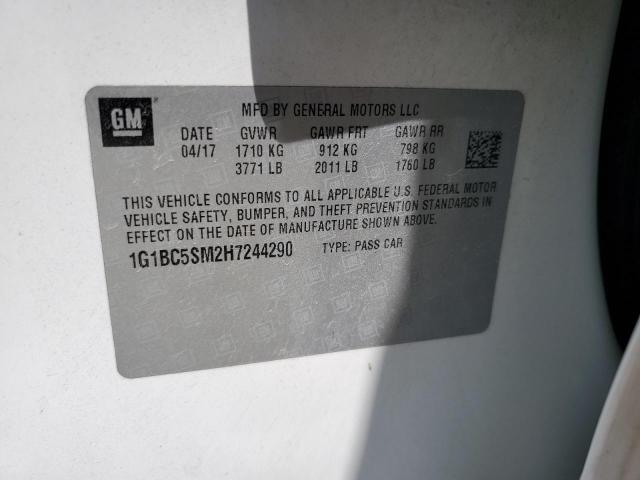 GM
MFD BY GENERAL MOTORS LLC
DATE GVWR GAWR FRT GAWR RR
04/17 1710 KG 912 KG 798 KG
3771 LB 2011 LB 1760 LB
THIS VEHICLE CONFORMS TO ALL APPLICABLE U.S. FEDERAL MOTOR
VEHICLE SAFETY, BUMPER, AND THEFT PREVENTION STANDARDS IN
EFFECT ON THE DATE OF MANUFACTURE SHOWN ABOVE.
1G1BC5SM2H7244290 TYPE: PASS CAR